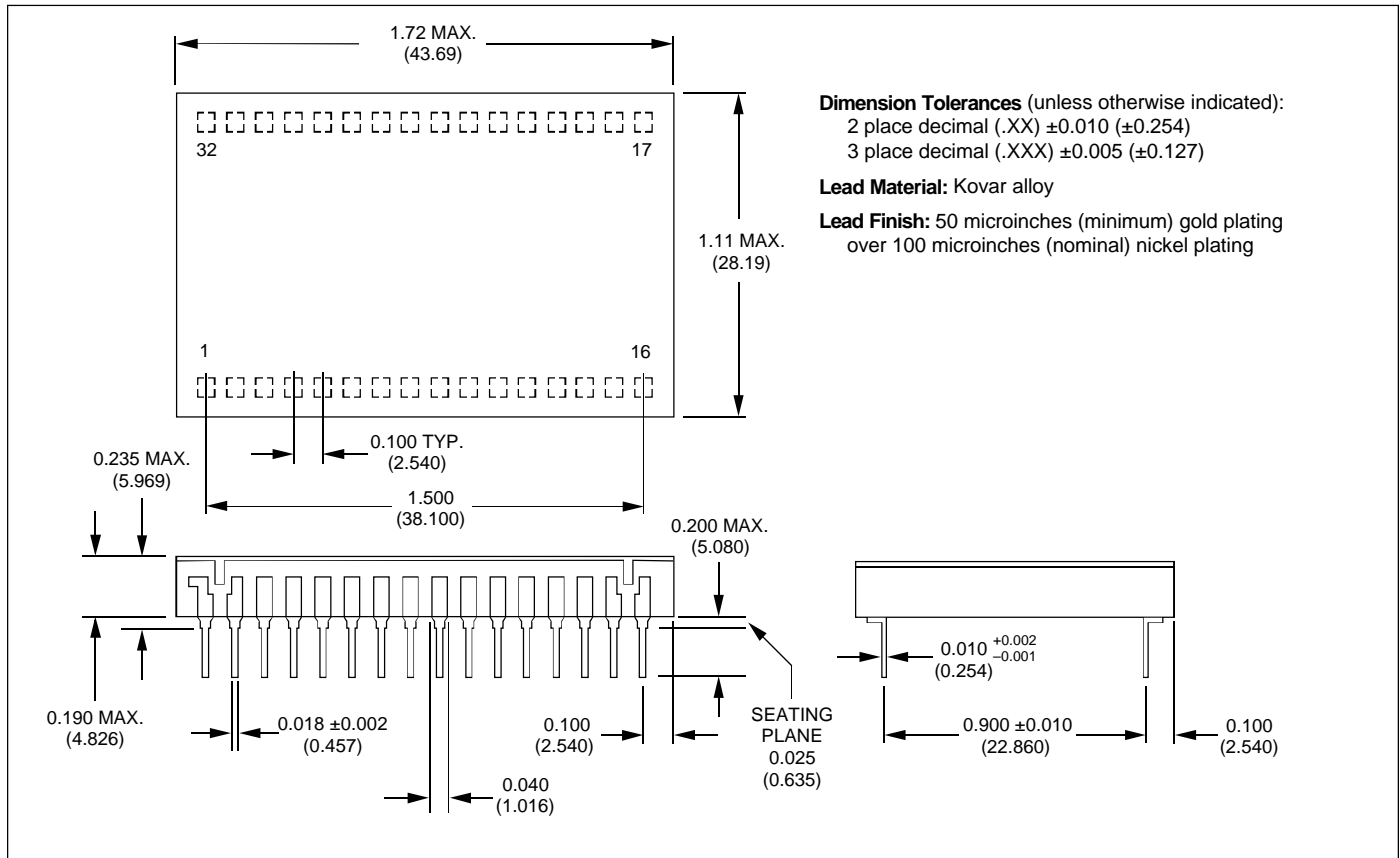 1.72 MAX.
(43.69)
Dimension Tolerances (unless otherwise indicated):
2 place decimal (.XX) ±0.010 (±0.254)
3 place decimal (.XXX) ±0.005 (±0.127)
Lead Material: Kovar alloy
Lead Finish: 50 microinches (minimum) gold plating
over 100 microinches (nominal) nickel plating
32
17
1.11 MAX.
(28.19)
1
16
0.100 TYP.
(2.540)
0.235 MAX.
(5.969)
1.500
(38.100)
0.200 MAX.
(5.080)
0.190 MAX.
(4.826)
0.018 ±0.002
(0.457)
0.040
(1.016)
0.100
(2.540)
SEATING
PLANE
0.025
(0.635)
0.010 +0.002
–0.001
(0.254)
0.900 ±0.010
(22.860)
0.100
(2.540)